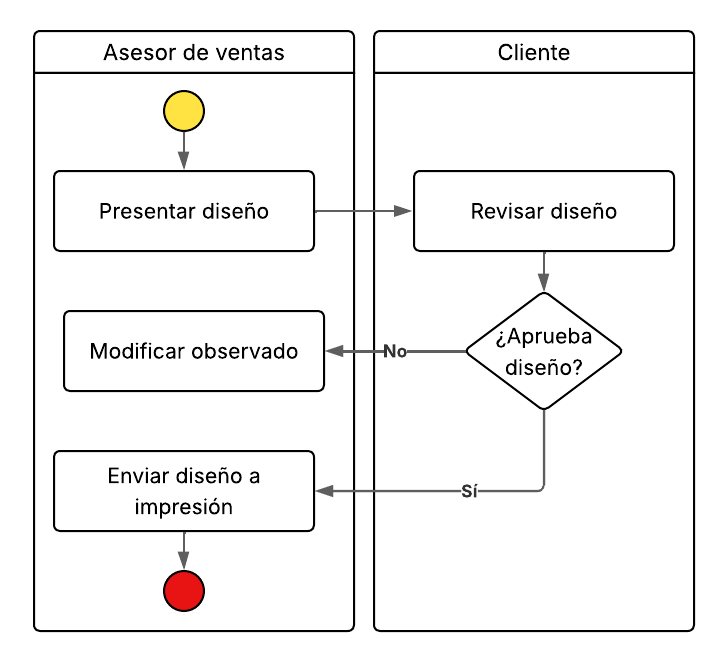 Asesor de ventas
Cliente
Presentar diseño
Revisar diseño
¿Aprueba
diseño?
No
Modificar observado
Sí
Enviar diseño a
impresión